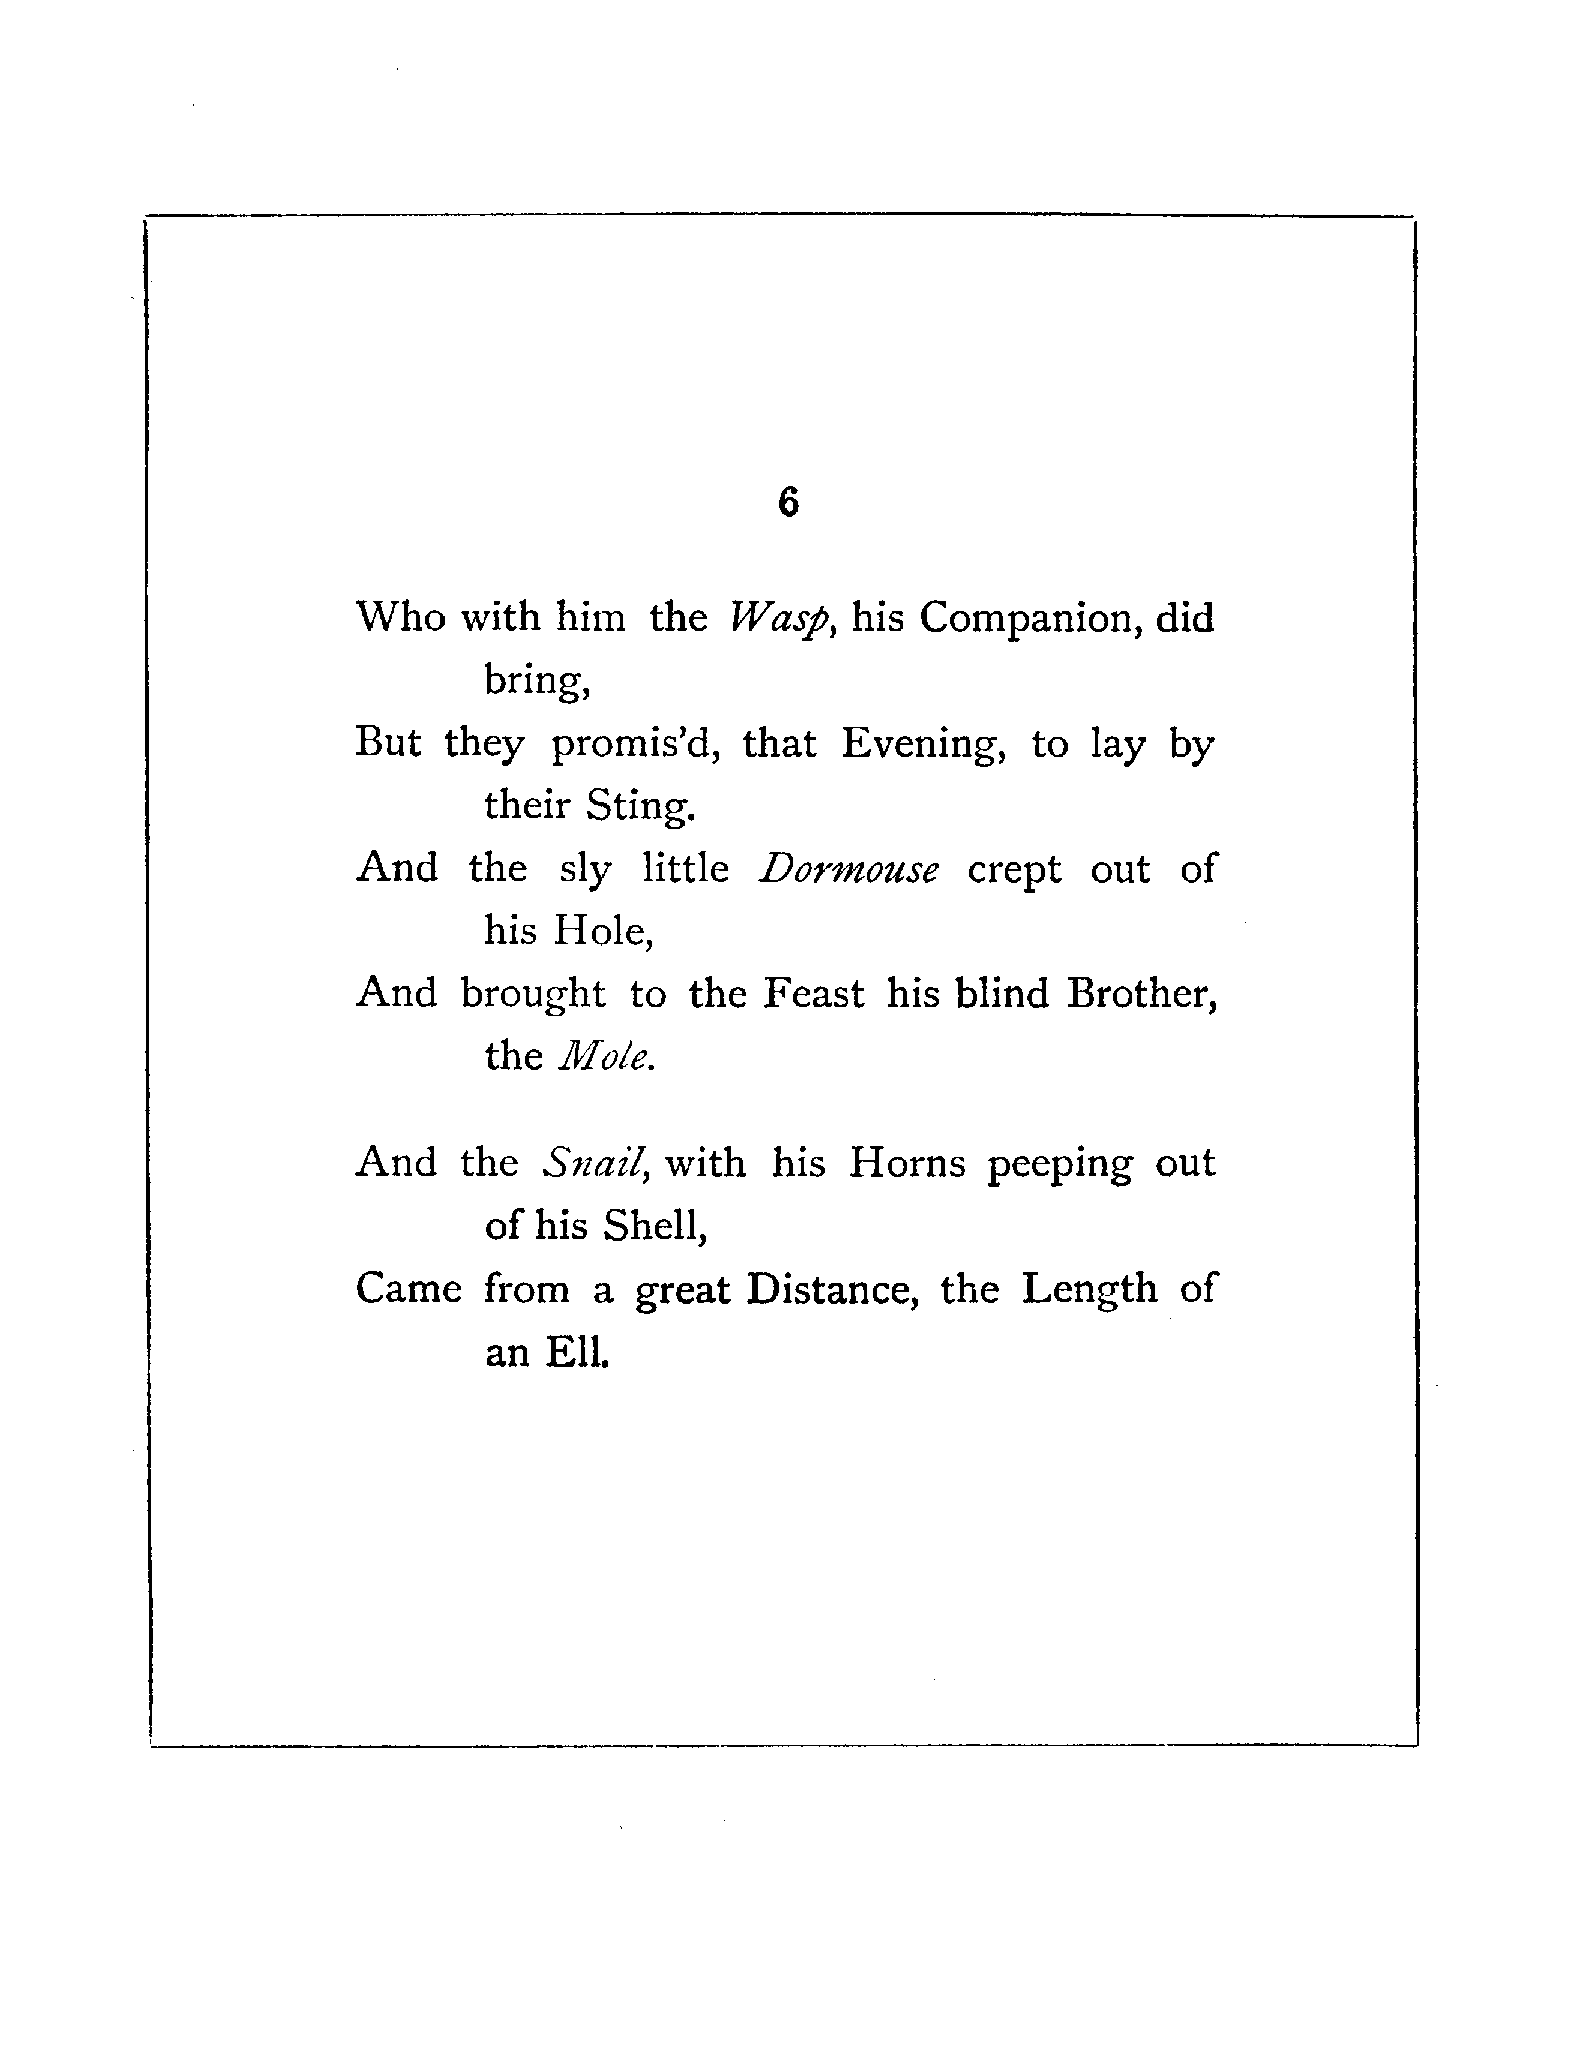 6
Who with him the Wasp, his Companion, did
bring,
But they promis'd, that Evening, to lay by
their Sting.
And the sly little Dormouse crept out of
his Hole,
And brought to the Feast his blind Brother,
the Mole.
And the Snail, with his Horns peeping out
of his Shell,
Came from a great Distance, the Length of
an Ell.